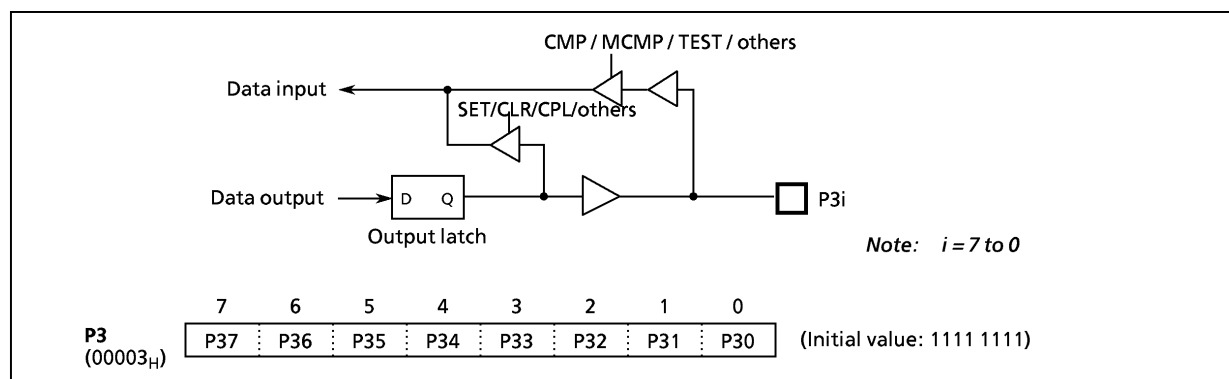 CMP / MCMP / TEST / others
Data input
SET/CLR/CPL/others
Data output
D Q
P3i
Output latch
Note: i = 7 to 0
7 6 5 4 3 2 1 0
P3 P37 P36 P35 P34 P33 P32 P31 P30 (Initial value: 1111 1111)
(00003H)